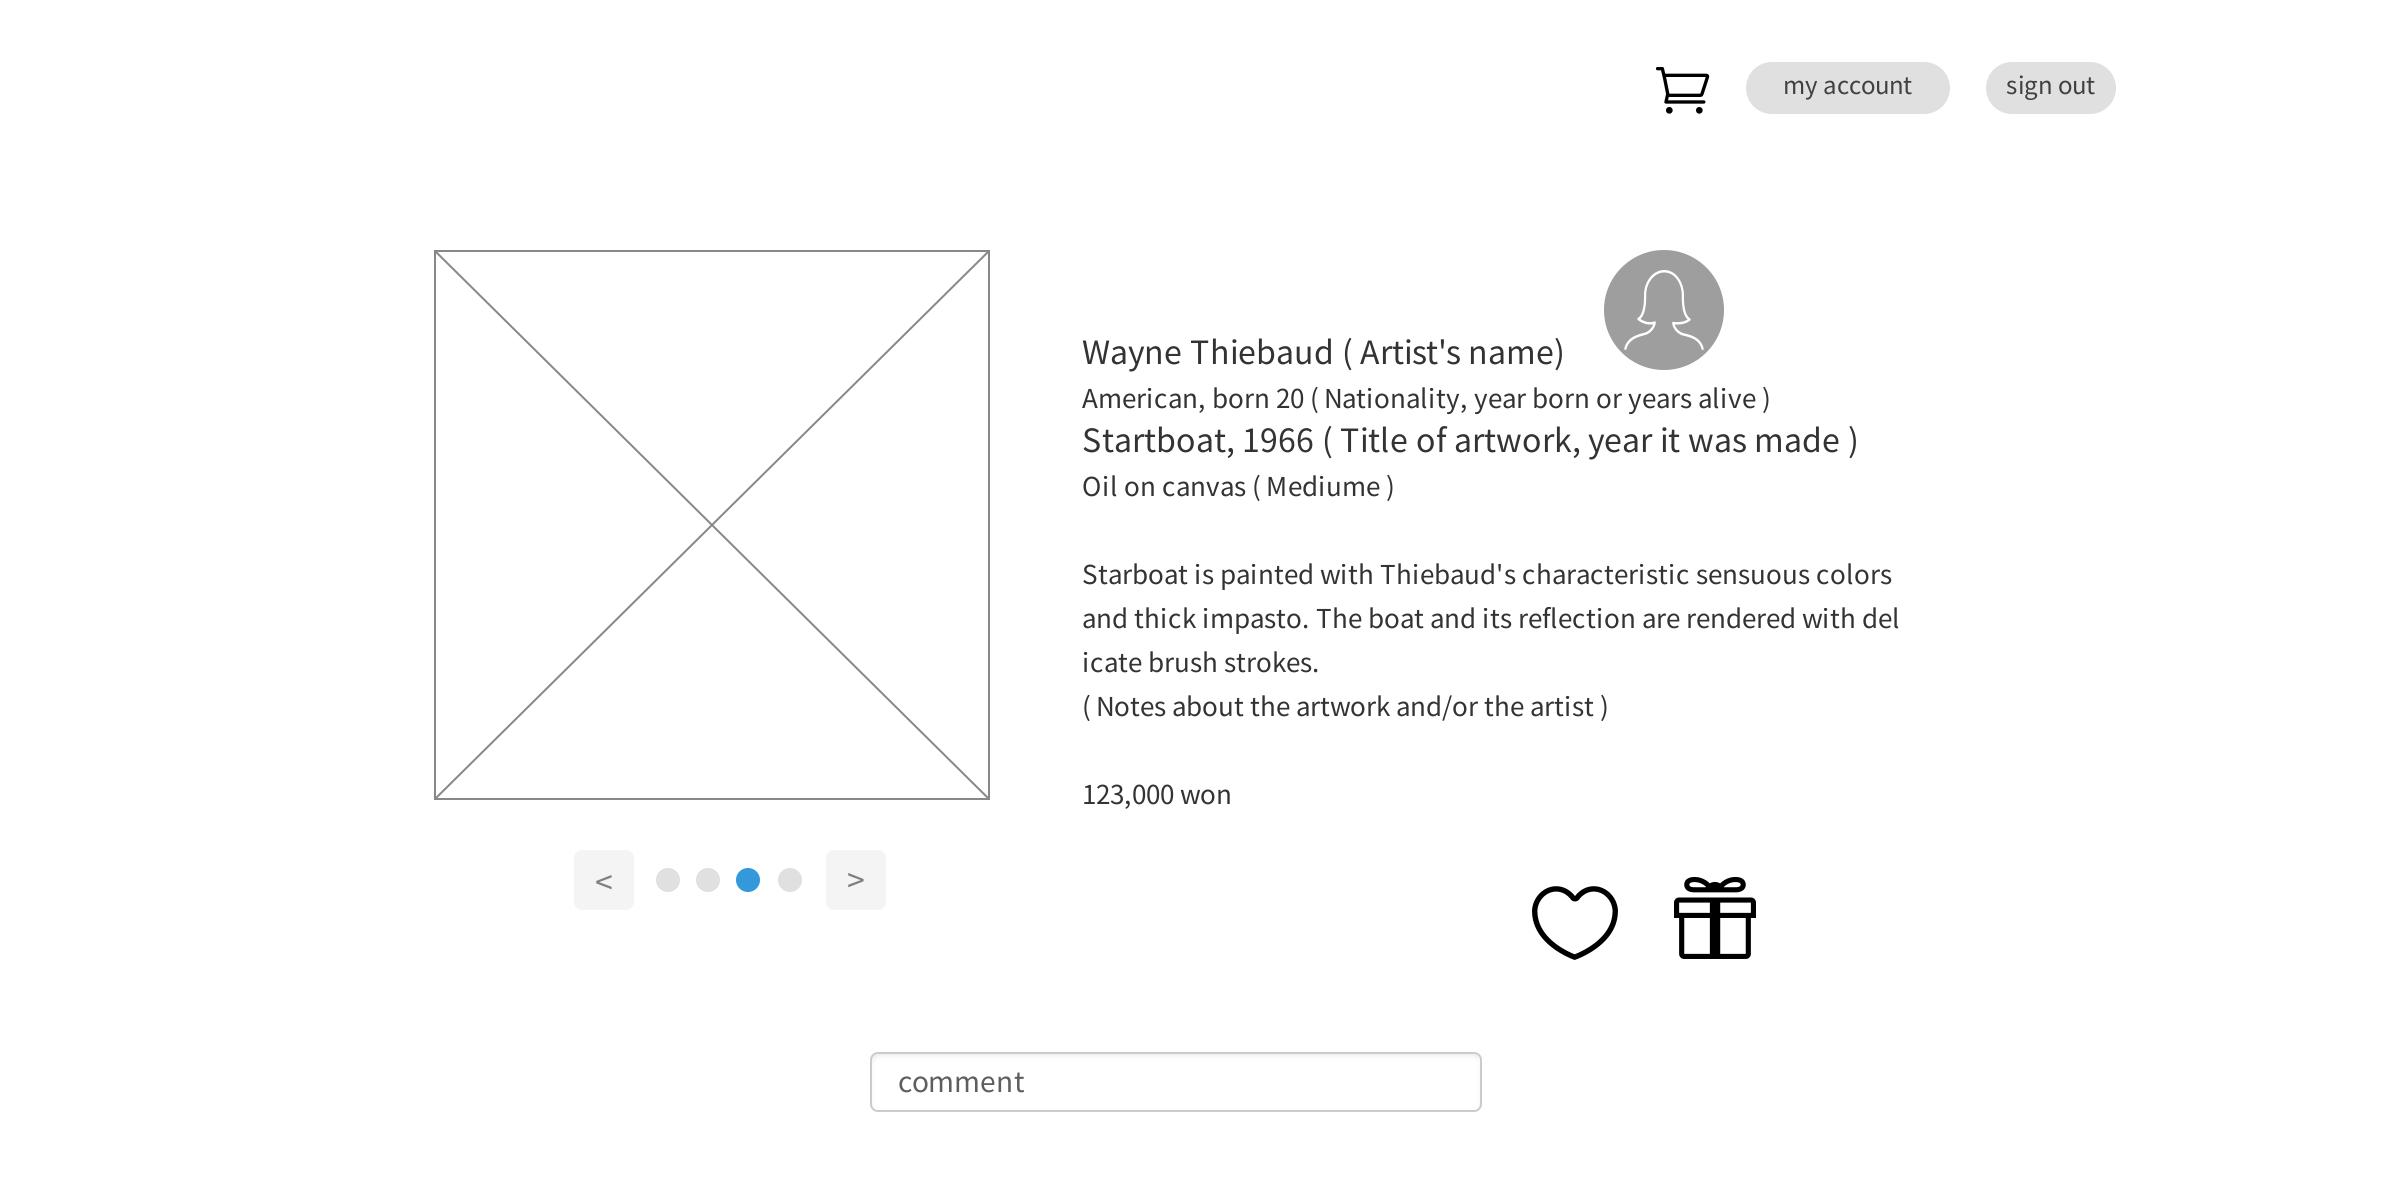 my account
sign out
Wayne Thiebaud ( Artist's name)
American, born 20 ( Nationality, year born or years alive )
Startboat, 1966 ( Title of artwork, year it was made )
Oil on canvas ( Mediume )
Starboat is painted with Thiebaud's characteristic sensuous colors
and thick impasto. The boat and its reflection are rendered with del
icate brush strokes.
( Notes about the artwork and/or the artist )
123,000 won
< >
comment